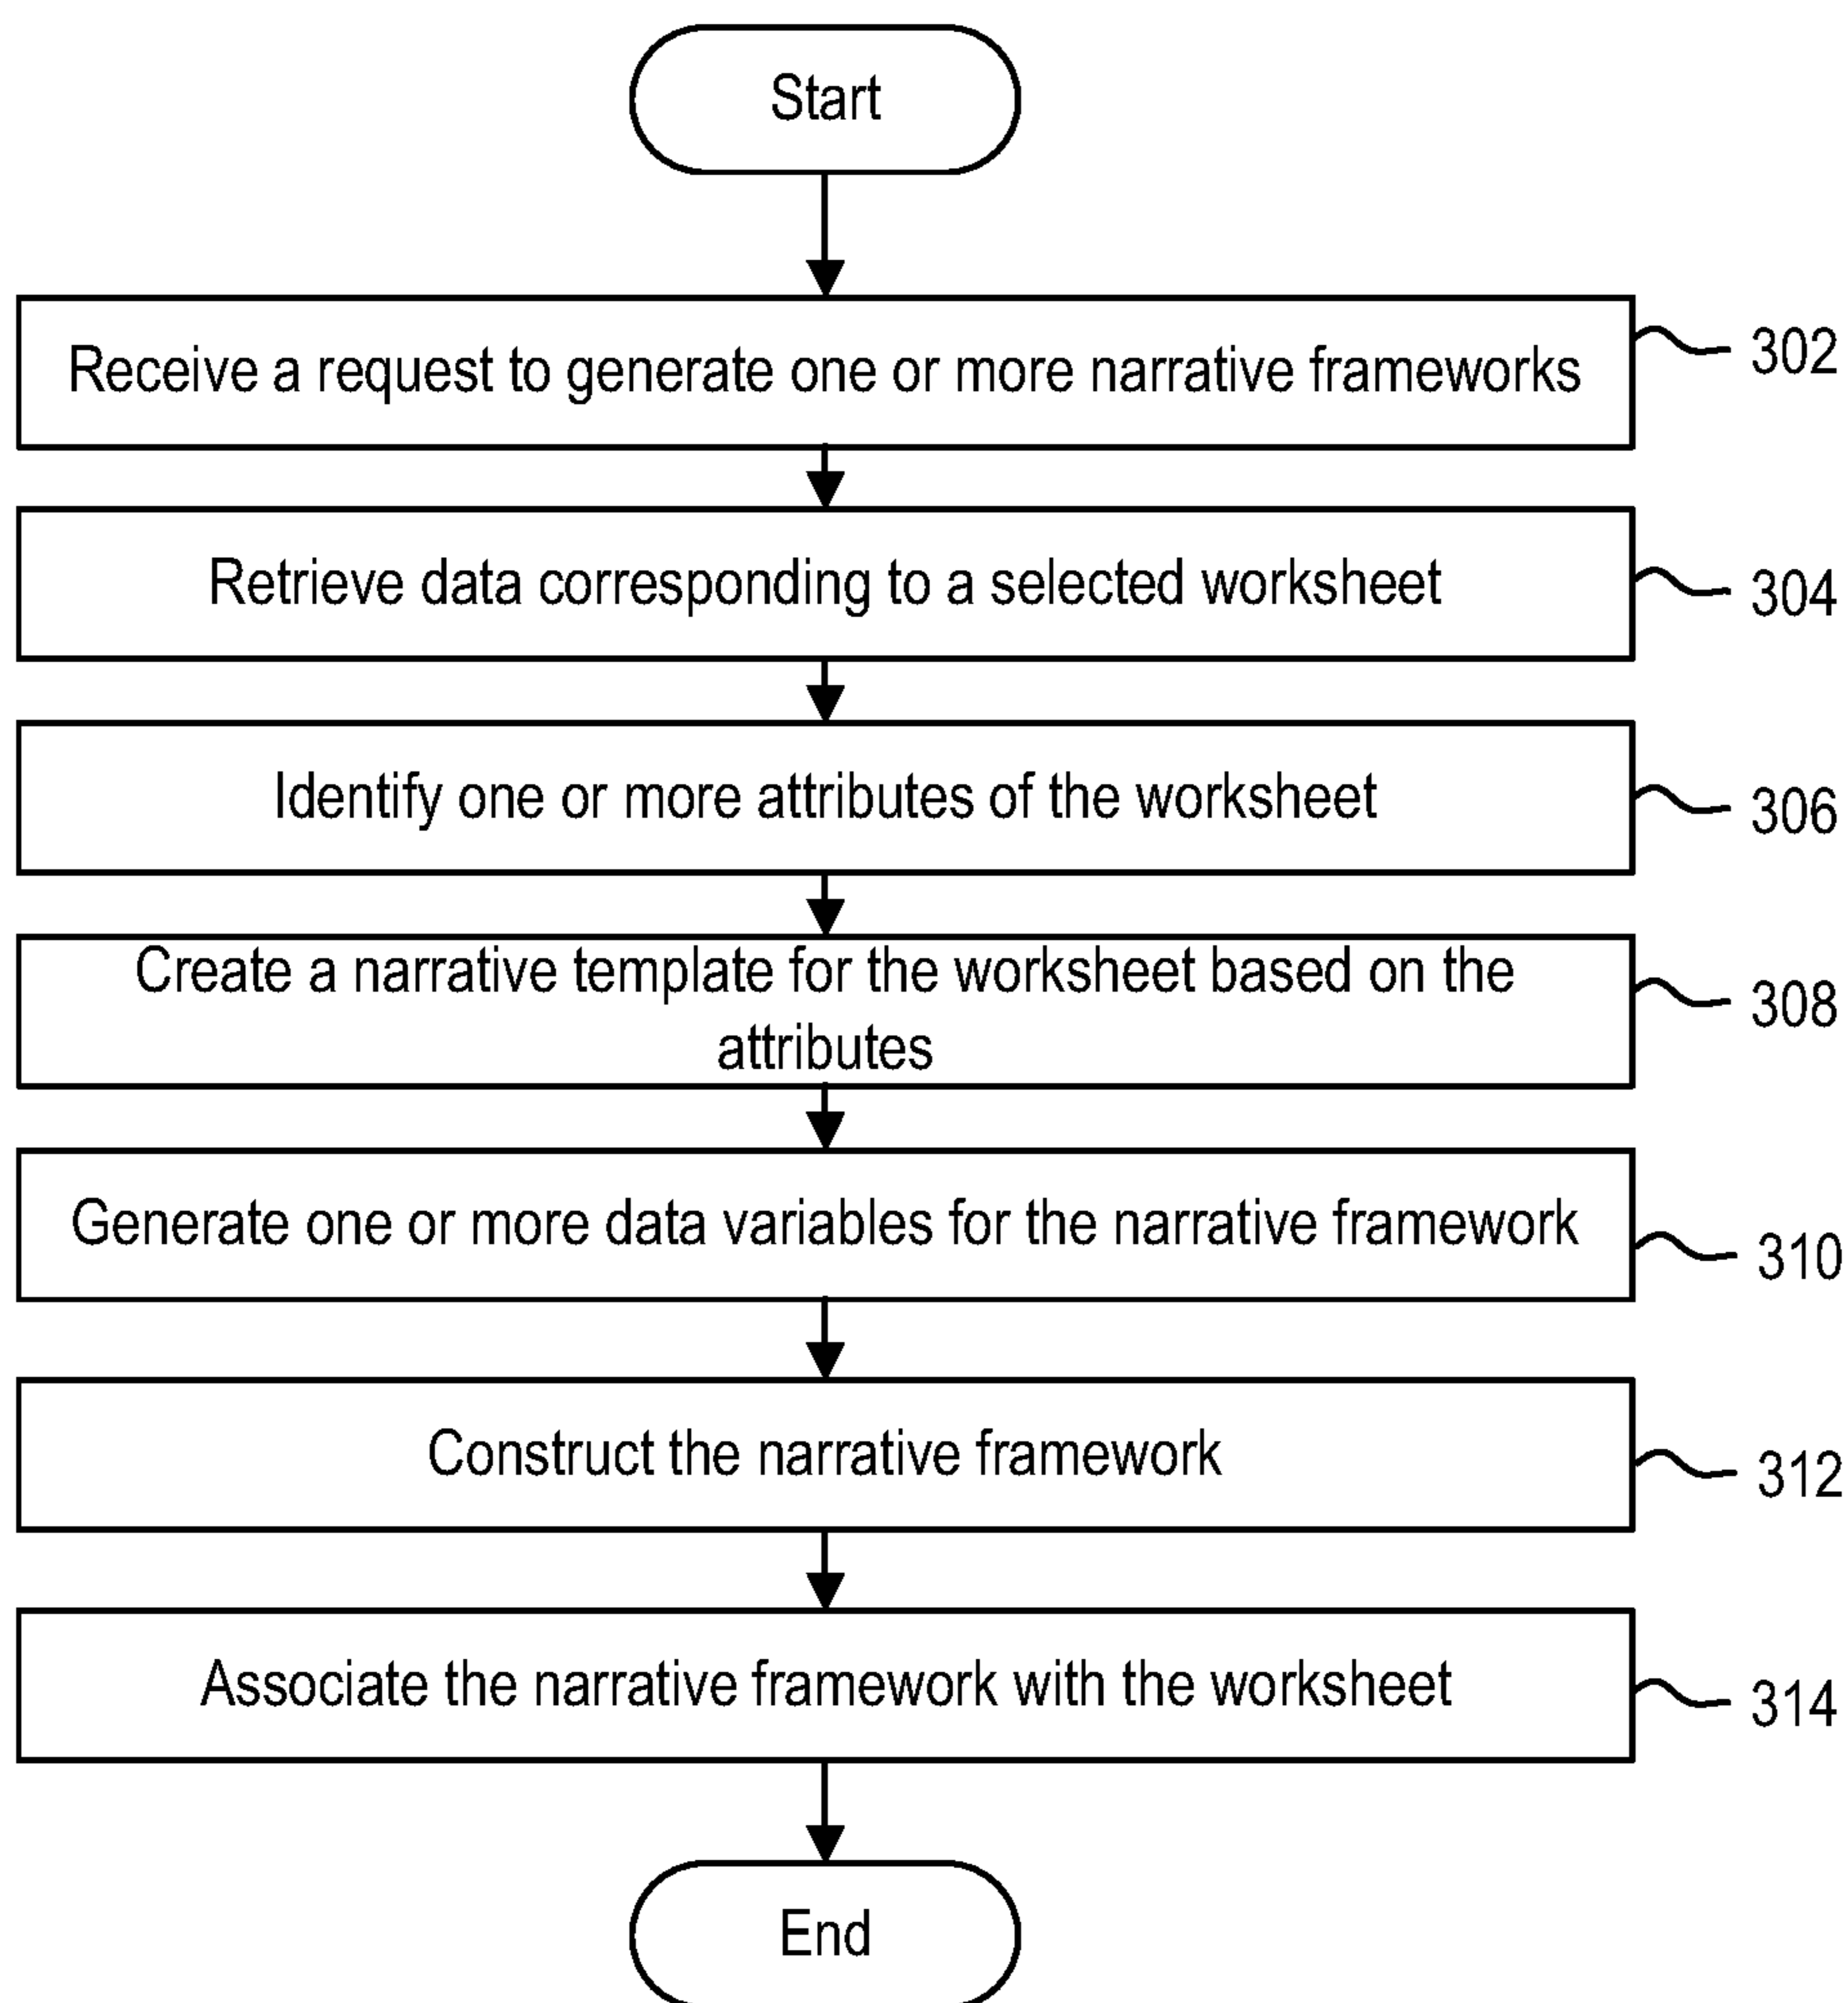 Start
Receive a request to generate one or more narrative frameworks
302
Retrieve data corresponding to a selected worksheet
304
Identify one or more attributes of the worksheet
306
Create a narrative template for the worksheet based on the
attributes
308
Generate one or more data variables for the narrative framework
310
Construct the narrative framework
312
Associate the narrative framework with the worksheet
314
End